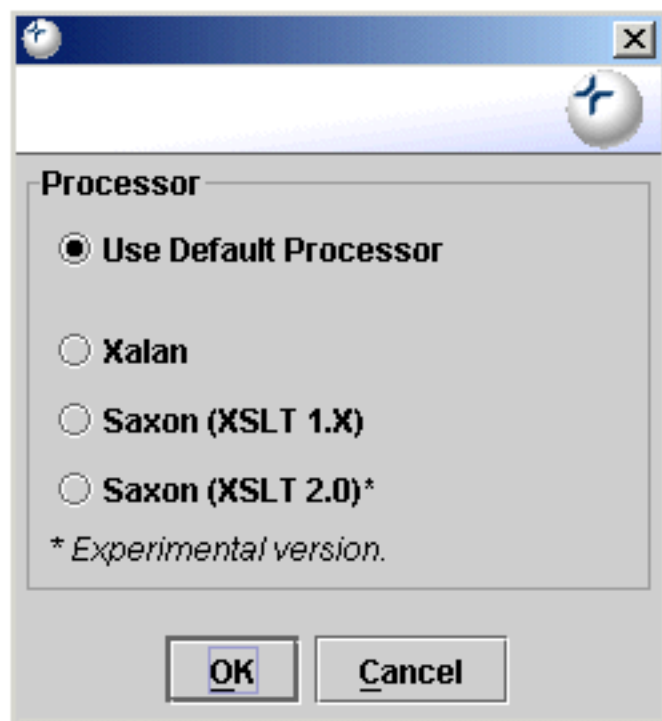 Processor
Use Default Processor
Xalan
Saxon (XSLT 1.X)
Saxon (XSLT 2.0)*
* Experimental version.
OK
Cancel